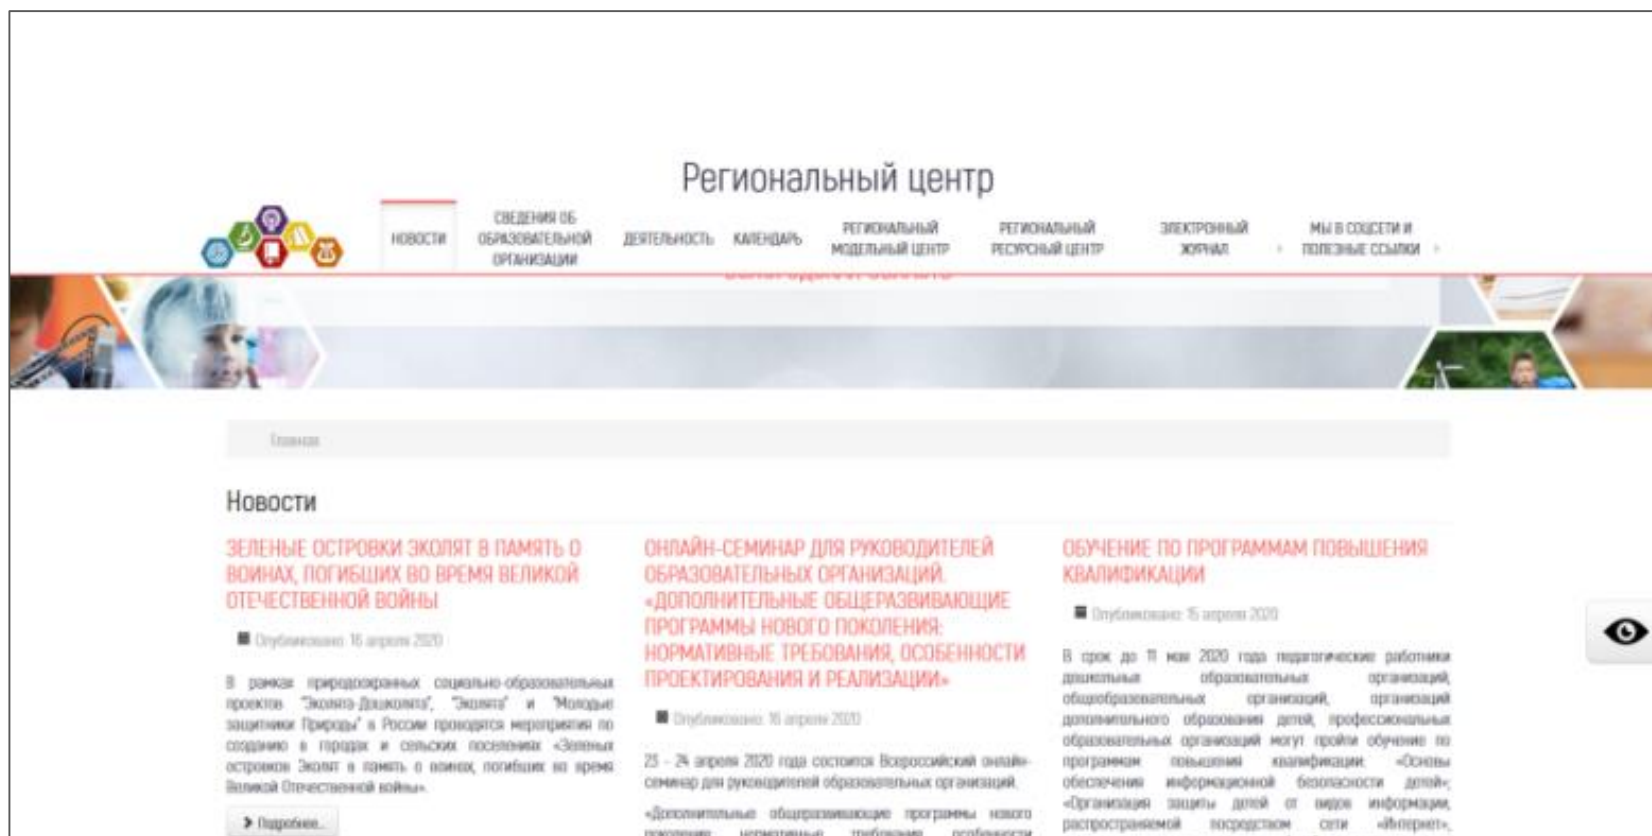 Региональный центр
НОВОСТИ
СВЕДЕНИЯ ОБ
ОБРАЗОВАТЕЛЬНОЙ
ОРГАНИЗАЦИИ
ДЕЯТЕЛЬНОСТЬ
КАЛЕНДАРЬ
РЕГИОНАЛЬНЫЙ
МОДЕЛЬНЫЙ ЦЕНТР
РЕГИОНАЛЬНЫЙ
РЕСУРСНЫЙ ЦЕНТР
ЭЛЕКТРОННЫЙ
ЖУРНАЛ
МЫ В СОЦСЕТИ И
ПОЛЕЗНЫЕ ССЫЛКИ
Главная
Новости
ЗЕЛЕНЫЕ ОСТРОВКИ ЭКОЛЯТ В ПАМЯТЬ О
ВОИНАХ, ПОГИБШИХ ВО ВРЕМЯ ВЕЛИКОЙ
ОТЕЧЕСТВЕННОЙ ВОЙНЫ
Опубликовано: 16 апреля 2020
В рамках природоохранных социально-образовательных
проектов "Эколята-Дошколята", "Эколята" и "Молодые
защитники Природы" в России проводятся мероприятия по
созданию в городах и сельских поселениях «Зеленых
островков Эколят в память о воинах, погибших во время
Великой Отечественной войны».
Подробнее...
ОНЛАЙН-СЕМИНАР ДЛЯ РУКОВОДИТЕЛЕЙ
ОБРАЗОВАТЕЛЬНЫХ ОРГАНИЗАЦИЙ.
«ДОПОЛНИТЕЛЬНЫЕ ОБЩЕРАЗВИВАЮЩИЕ
ПРОГРАММЫ НОВОГО ПОКОЛЕНИЯ:
НОРМАТИВНЫЕ ТРЕБОВАНИЯ, ОСОБЕННОСТИ
ПРОЕКТИРОВАНИЯ И РЕАЛИЗАЦИИ»
Опубликовано: 16 апреля 2020
23 - 24 апреля 2020 года состоится Всероссийский онлайн-
семинар для руководителей образовательных организаций.
«Дополнительные общеразвивающие программы нового
поколения: нормативные требования, особенности
ОБУЧЕНИЕ ПО ПРОГРАММАМ ПОВЫШЕНИЯ
КВАЛИФИКАЦИИ
Опубликовано: 15 апреля 2020
В срок до 11 мая 2020 года педагогические работники
дошкольных образовательных организаций,
общеобразовательных организаций, организаций
дополнительного образования детей, профессиональных
образовательных организаций могут пройти обучение по
программам повышения квалификации: «Основы
обеспечения информационной безопасности детей»;
«Организация защиты детей от видов информации,
распространяемой посредством сети «Интернет»,